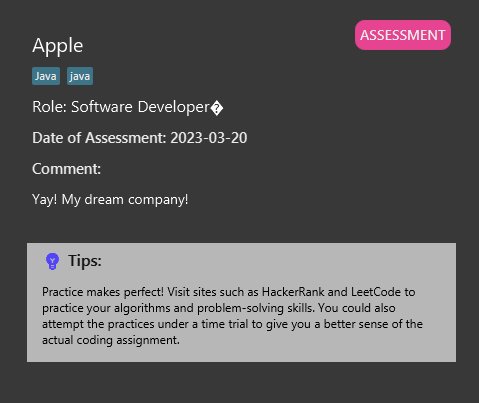 Apple
ASSESSMENT
Java java
Role: Software Developer�
Date of Assessment: 2023-03-20
Comment:
Yay! My dream company!
Tips:
Practice makes perfect! Visit sites such as HackerRank and LeetCode to
practice your algorithms and problem-solving skills. You could also
attempt the practices under a time trial to give you a better sense of the
actual coding assignment.